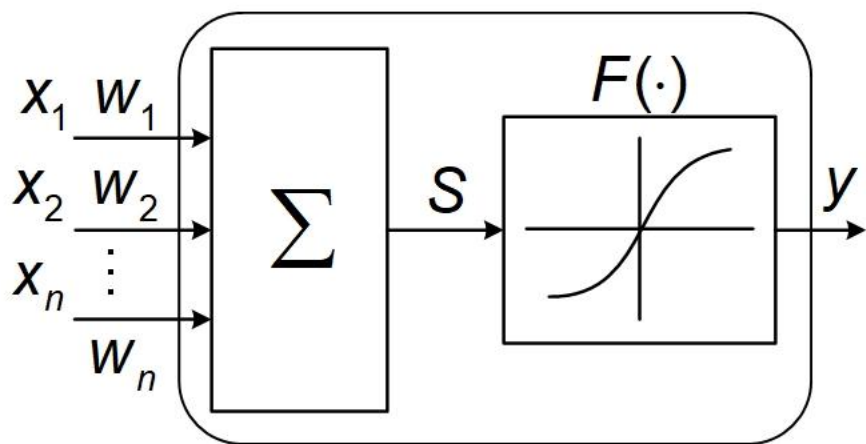 F(·)
x₁ w₁
x₂ w₂
Σ
S
y
xₙ ⋮
wₙ